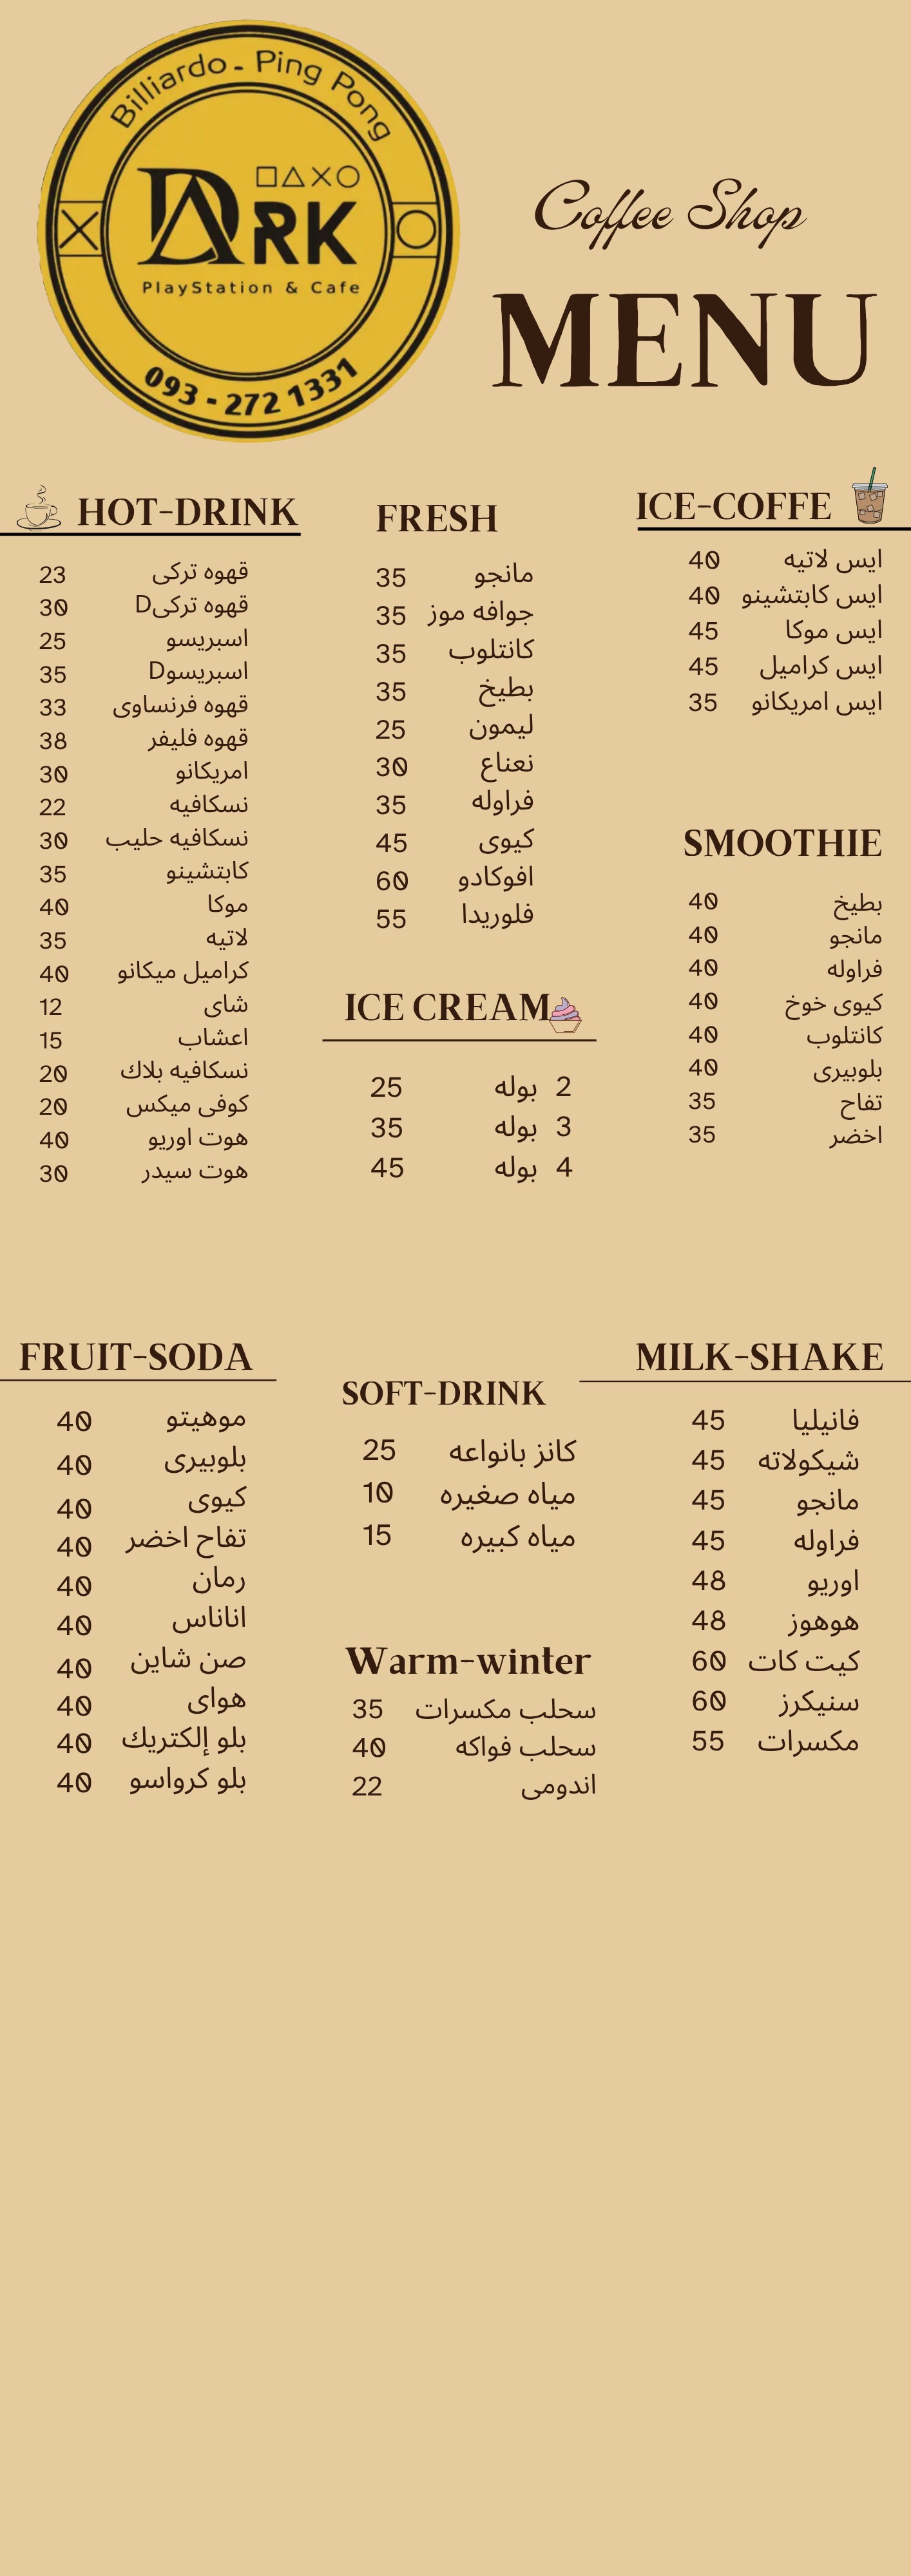 Billiardo - Ping Pong
DARK
PlayStation & Cafe
093 - 272 1331
Coffee Shop
MENU
HOT-DRINK
قهوه تركى 23
قهوه تركىD 30
اسبريسو 25
اسبريسوD 35
قهوه فرنساوى 33
قهوه فليفر 38
امريكانو 30
نسكافيه 22
نسكافيه حليب 30
كابتشينو 35
موكا 40
لاتيه 35
كراميل ميكانو 40
شاى 12
اعشاب 15
نسكافيه بلاك 20
كوفى ميكس 20
هوت اوريو 40
هوت سيدر 30
FRESH
مانجو 35
جوافه موز 35
كانتلوب 35
بطيخ 35
ليمون 25
نعناع 30
فراوله 35
كيوى 45
افوكادو 60
فلوريدا 55
ICE CREAM
2 بوله 25
3 بوله 35
4 بوله 45
ICE-COFFE
ايس لاتيه 40
ايس كابتشينو 40
ايس موكا 45
ايس كراميل 45
ايس امريكانو 35
SMOOTHIE
بطيخ 40
مانجو 40
فراوله 40
كيوى خوخ 40
كانتلوب 40
بلوبيرى 40
تفاح 35
اخضر 35
FRUIT-SODA
موهيتو 40
بلوبيرى 40
كيوى 40
تفاح اخضر 40
رمان 40
اناناس 40
صن شاين 40
هواى 40
بلو إلكتريك 40
بلو كرواسو 40
SOFT-DRINK
كانز بانواعه 25
مياه صغيره 10
مياه كبيره 15
Warm-winter
سحلب مكسرات 35
سحلب فواكه 40
اندومى 22
MILK-SHAKE
فانيليا 45
شيكولاته 45
مانجو 45
فراوله 45
اوريو 48
هوهوز 48
كيت كات 60
سنيكرز 60
مكسرات 55